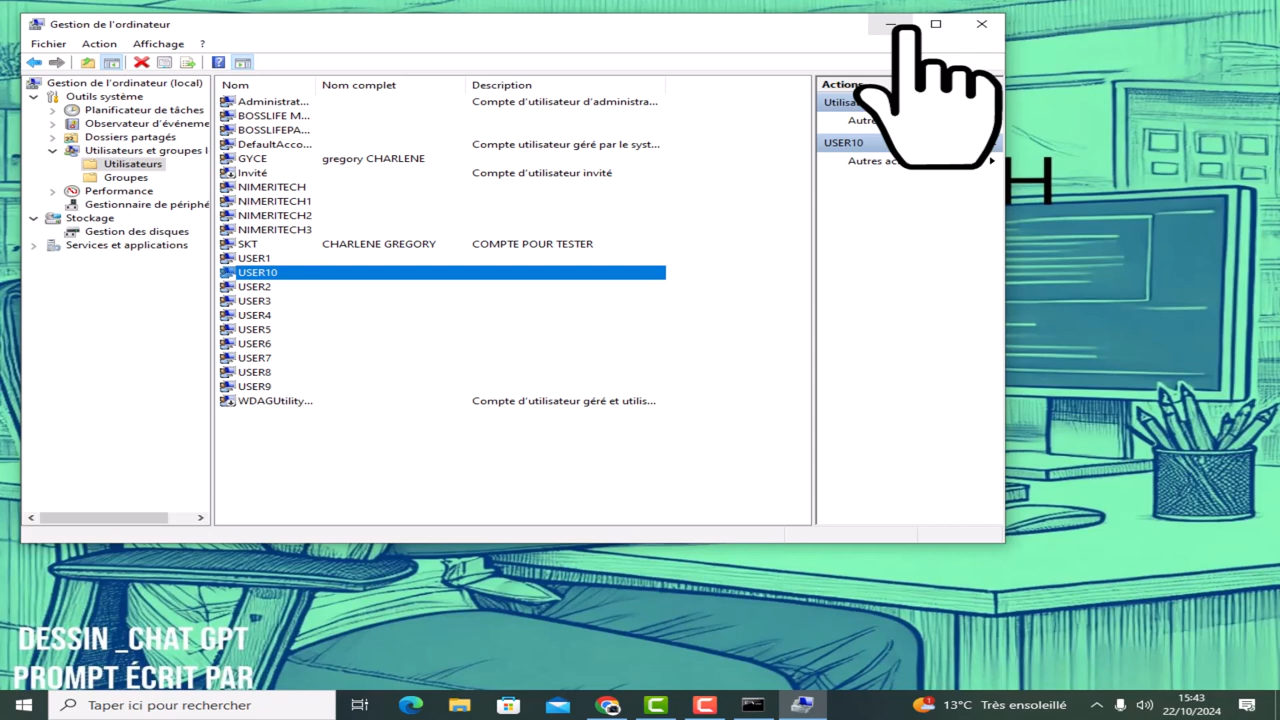 Gestion de l'ordinateur
Fichier Action Affichage ?
Gestion de l'ordinateur (local)
Outils système
Planificateur de tâches
Observateur d'événeme
Dossiers partagés
Utilisateurs et groupes l
Utilisateurs
Groupes
Performance
Gestionnaire de périphé
Stockage
Gestion des disques
Services et applications
Nom Nom complet Description
Administrat... Compte d'utilisateur d'administra...
BOSSLIFE M...
BOSSLIFEPA...
DefaultAcco... Compte utilisateur géré par le syst...
GYCE gregory CHARLENE
Invité Compte d'utilisateur invité
NIMERITECH
NIMERITECH1
NIMERITECH2
NIMERITECH3
SKT CHARLENE GREGORY COMPTE POUR TESTER
USER1
USER10
USER2
USER3
USER4
USER5
USER6
USER7
USER8
USER9
WDAGUtility... Compte d'utilisateur géré et utilis...
Actions
Utilisa
Autre
USER10
Autres ac
H
DESSIN _CHAT GPT
PROMPT ÉCRIT PAR
Taper ici pour rechercher
13°C Très ensoleillé
15:43
22/10/2024